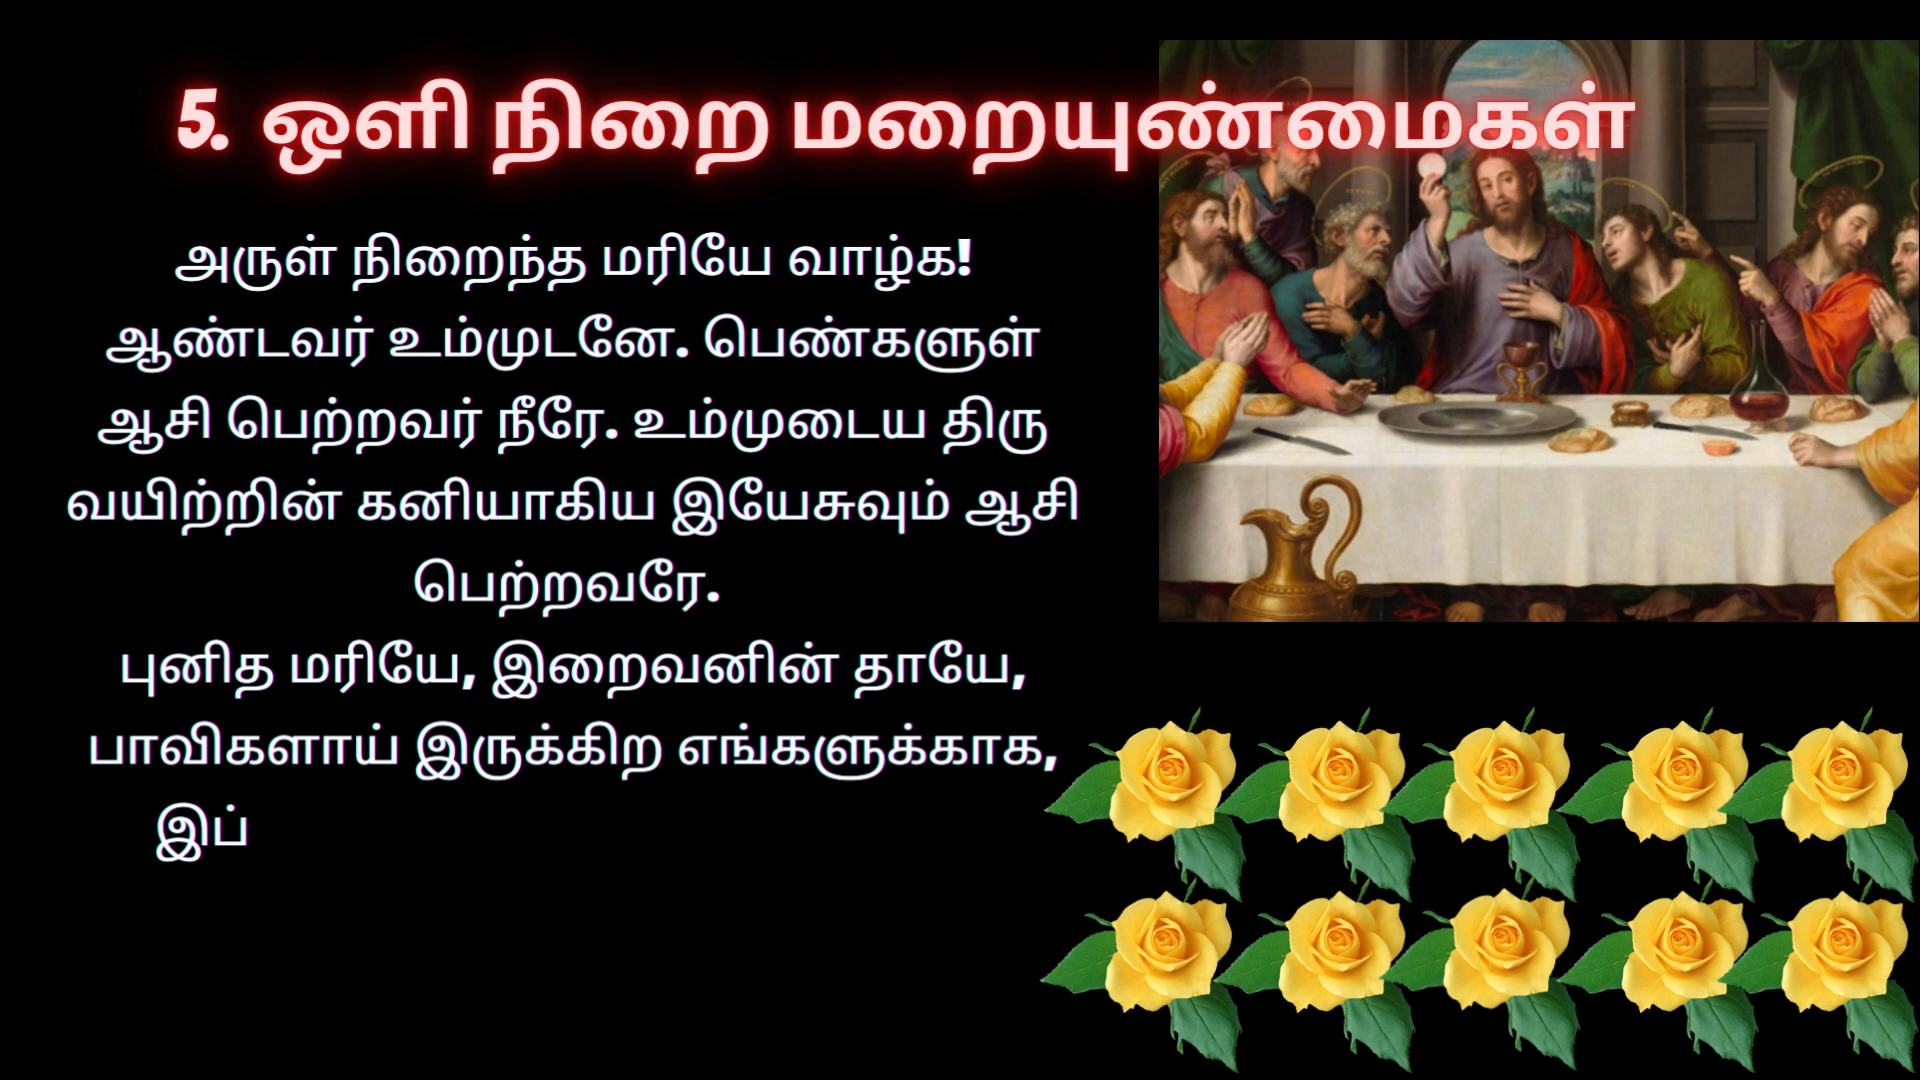 5. ஒளி நிறை மறையுண்மைகள்
அருள் நிறைந்த மரியே வாழ்க!
ஆண்டவர் உம்முடனே. பெண்களுள்
ஆசி பெற்றவர் நீரே. உம்முடைய திரு
வயிற்றின் கனியாகிய இயேசுவும் ஆசி
பெற்றவரே.
புனித மரியே, இறைவனின் தாயே,
பாவிகளாய் இருக்கிற எங்களுக்காக,
இப்